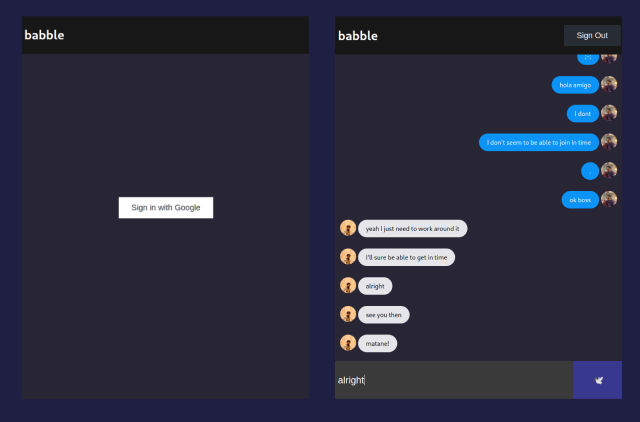 babble
Sign in with Google
babble
Sign Out
hola amigo
I dont
I don't seem to be able to join in time
.
ok boss
yeah I just need to work around it
I'll sure be able to get in time
alright
see you then
matane!
alright